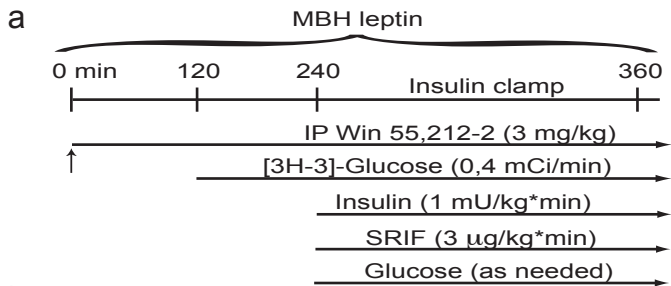 a
MBH leptin
0 min 120 240 360
Insulin clamp
IP Win 55,212-2 (3 mg/kg)
[3H-3]-Glucose (0,4 mCi/min)
Insulin (1 mU/kg*min)
SRIF (3 μg/kg*min)
Glucose (as needed)